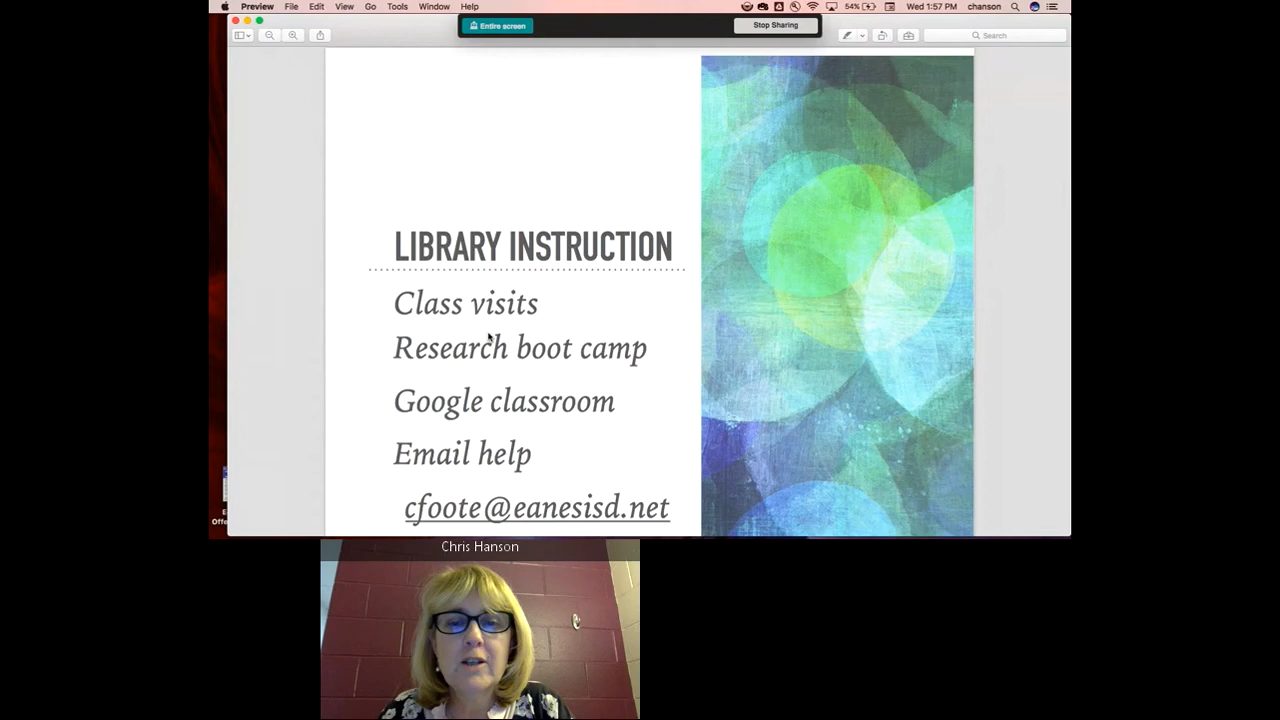 Preview File Edit View Go Tools Window Help 54% Wed 1:57 PM chanson
Entire screen Stop Sharing
Search
LIBRARY INSTRUCTION
Class visits
Research boot camp
Google classroom
Email help
cfoote@eanesisd.net
Chris Hanson